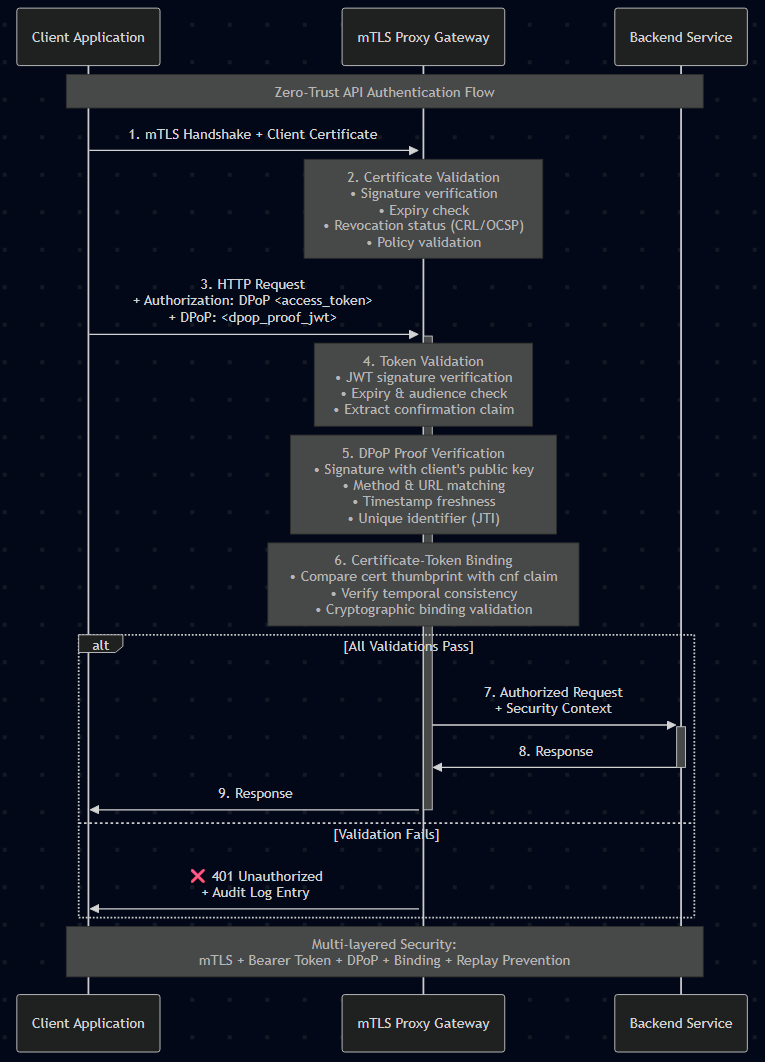 Client Application
mTLS Proxy Gateway
Backend Service
Zero-Trust API Authentication Flow
1. mTLS Handshake + Client Certificate
2. Certificate Validation
• Signature verification
• Expiry check
• Revocation status (CRL/OCSP)
• Policy validation
3. HTTP Request
+ Authorization: DPoP <access_token>
+ DPoP: <dpop_proof_jwt>
4. Token Validation
• JWT signature verification
• Expiry & audience check
• Extract confirmation claim
5. DPoP Proof Verification
• Signature with client's public key
• Method & URL matching
• Timestamp freshness
• Unique identifier (JTI)
6. Certificate-Token Binding
• Compare cert thumbprint with cnf claim
• Verify temporal consistency
• Cryptographic binding validation
alt
[All Validations Pass]
7. Authorized Request
+ Security Context
8. Response
9. Response
[Validation Fails]
❌ 401 Unauthorized
+ Audit Log Entry
Multi-layered Security:
mTLS + Bearer Token + DPoP + Binding + Replay Prevention
Client Application
mTLS Proxy Gateway
Backend Service